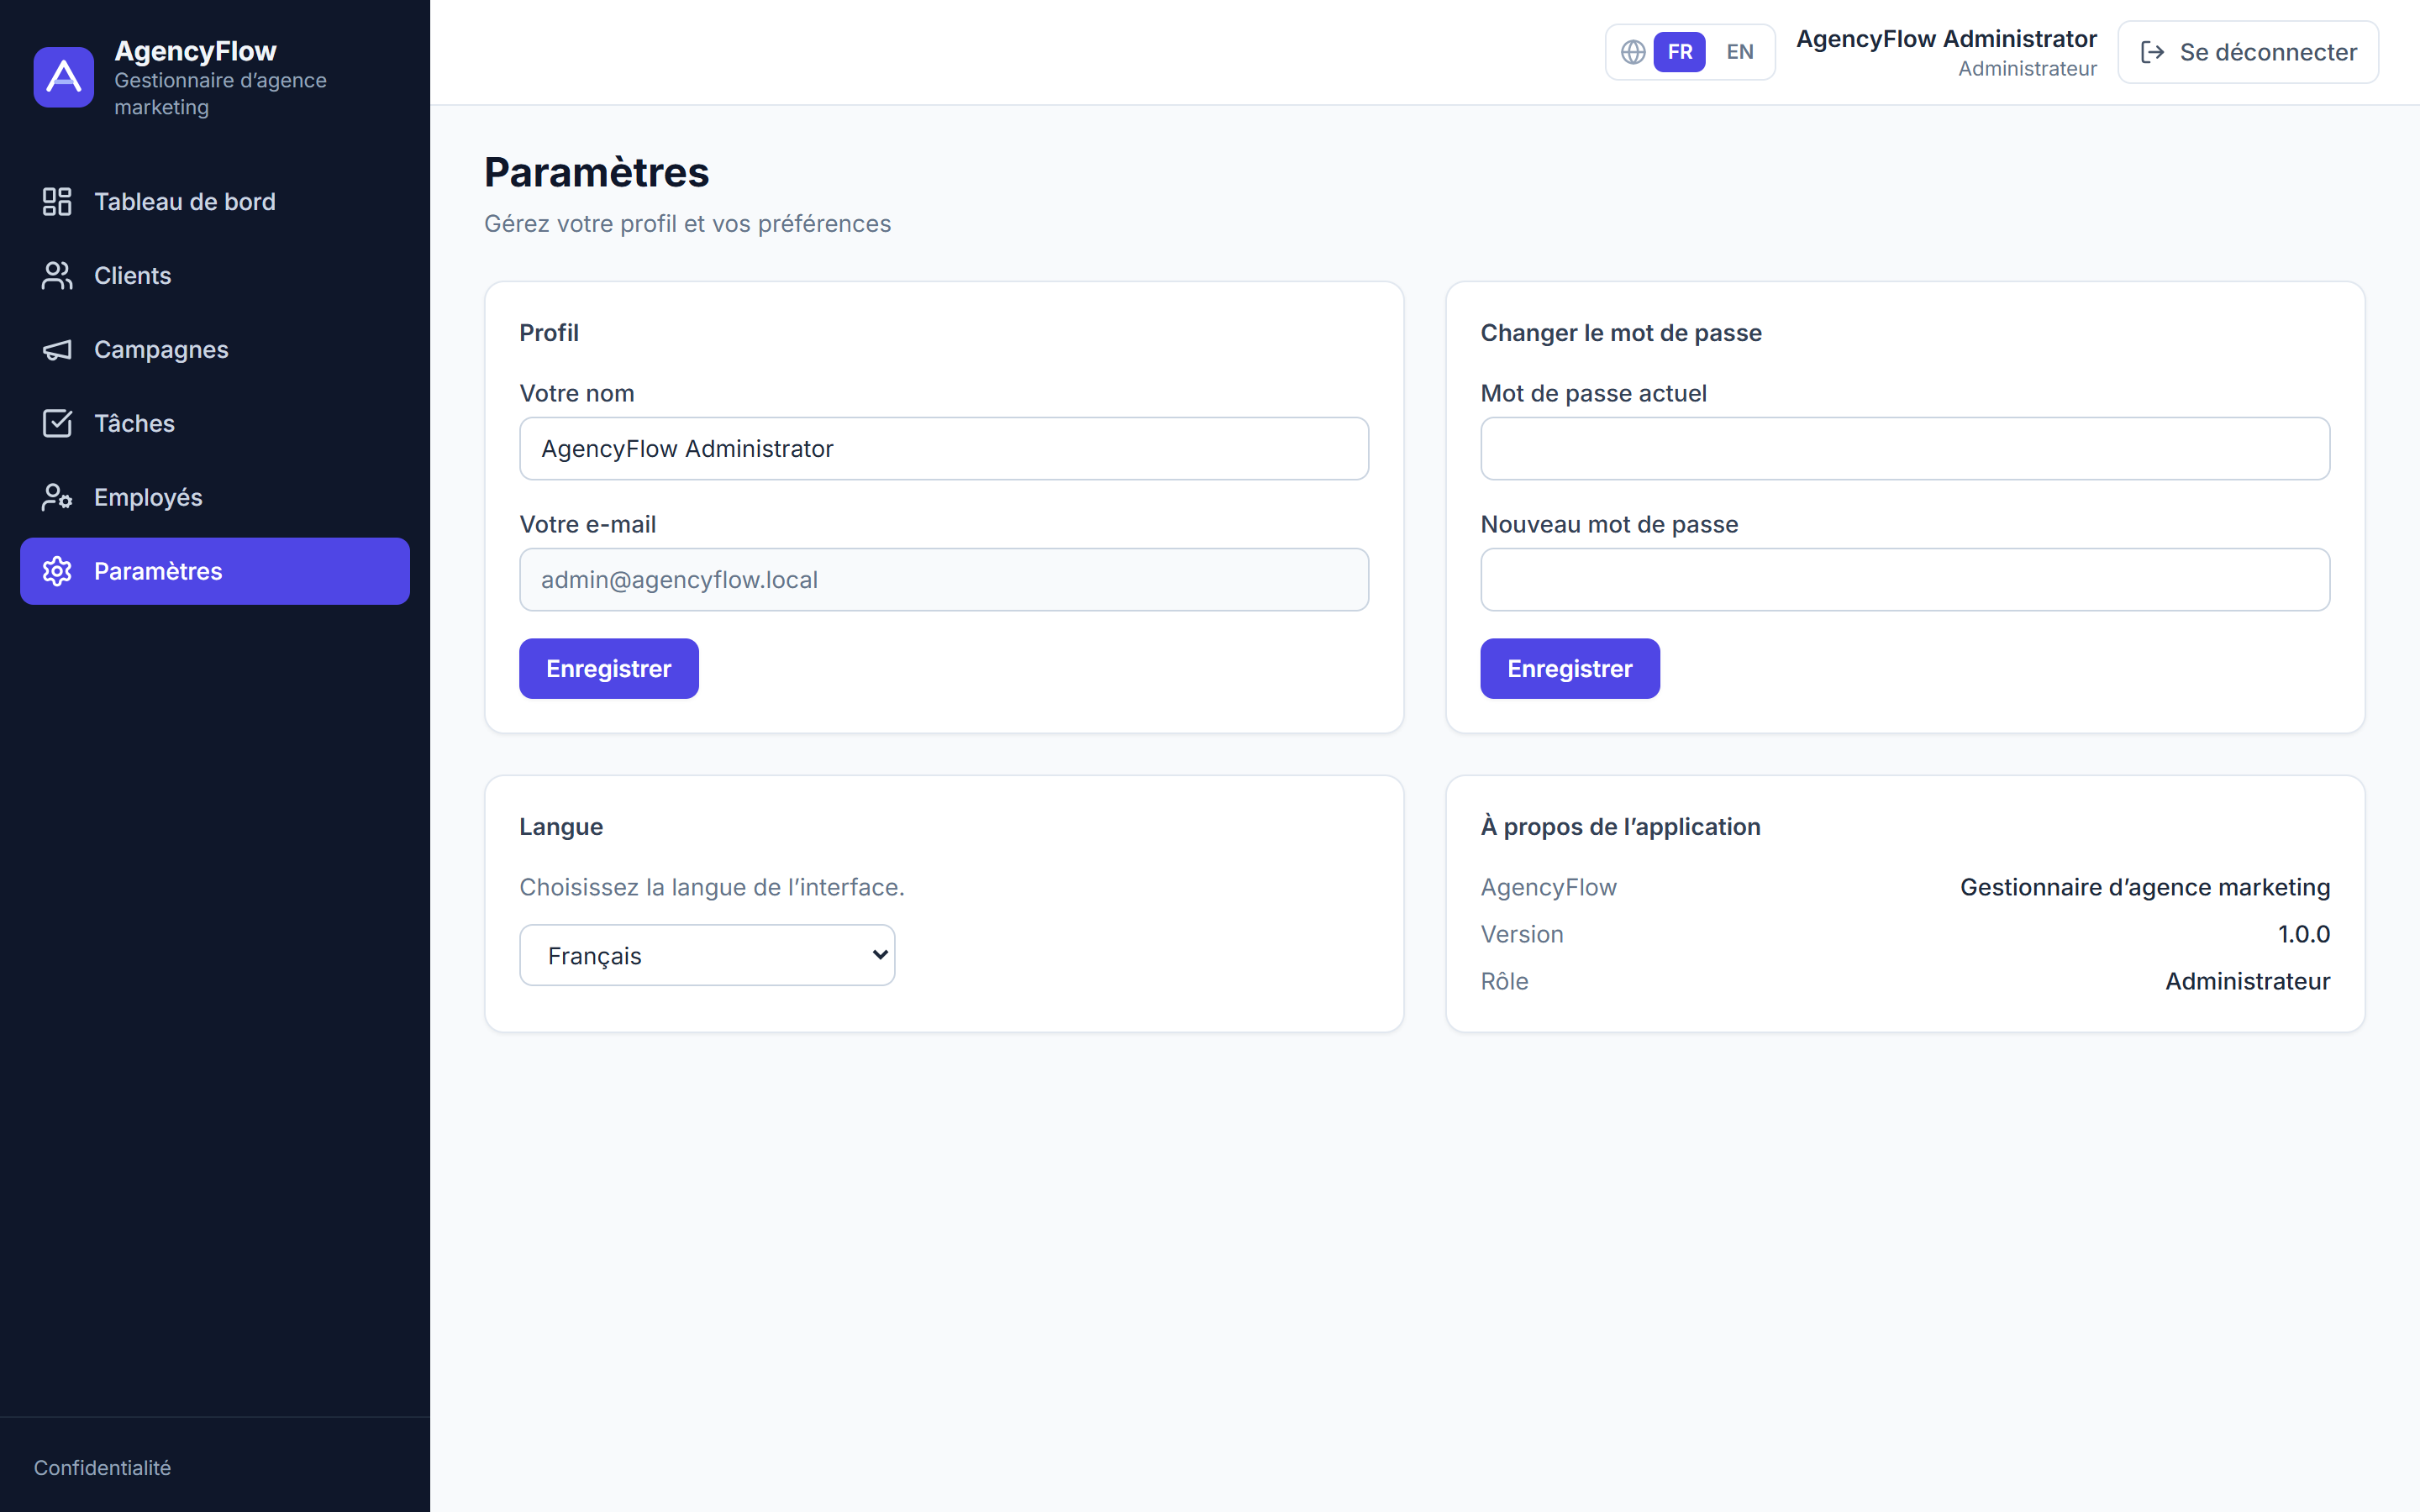 AgencyFlow
Gestionnaire d’agence
marketing
Tableau de bord
Clients
Campagnes
Tâches
Employés
Paramètres
Confidentialité
FR EN
AgencyFlow Administrator
Administrateur
Se déconnecter
Paramètres
Gérez votre profil et vos préférences
Profil
Votre nom
AgencyFlow Administrator
Votre e-mail
admin@agencyflow.local
Enregistrer
Changer le mot de passe
Mot de passe actuel
Nouveau mot de passe
Enregistrer
Langue
Choisissez la langue de l’interface.
Français
À propos de l’application
AgencyFlow Gestionnaire d’agence marketing
Version 1.0.0
Rôle Administrateur